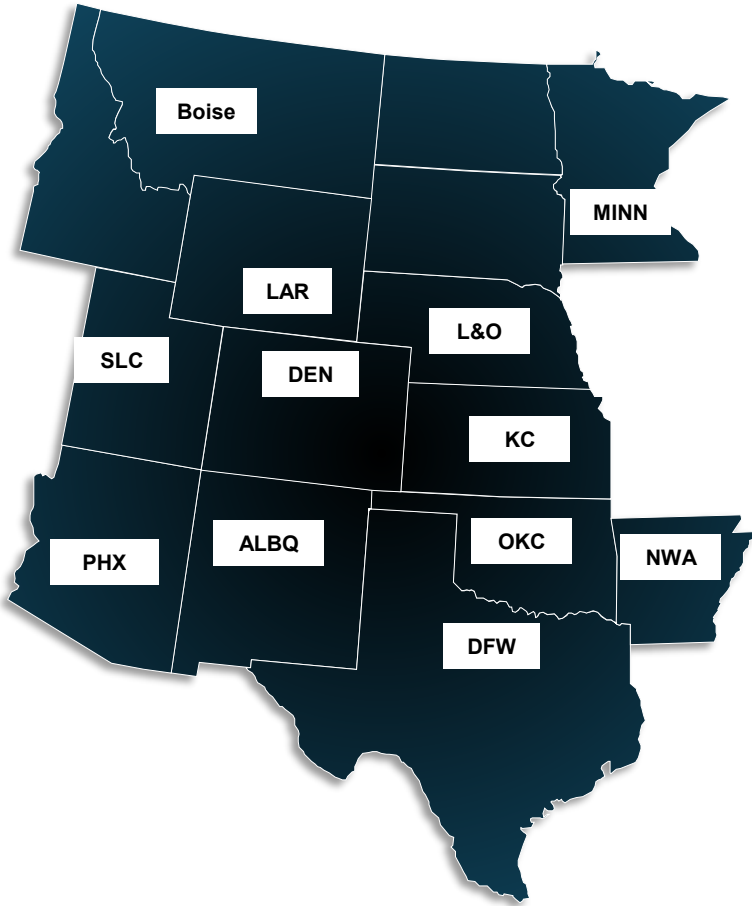 Boise
MINN
LAR
L&O
SLC
DEN
KC
OKC
ALBQ
PHX
NWA
DFW